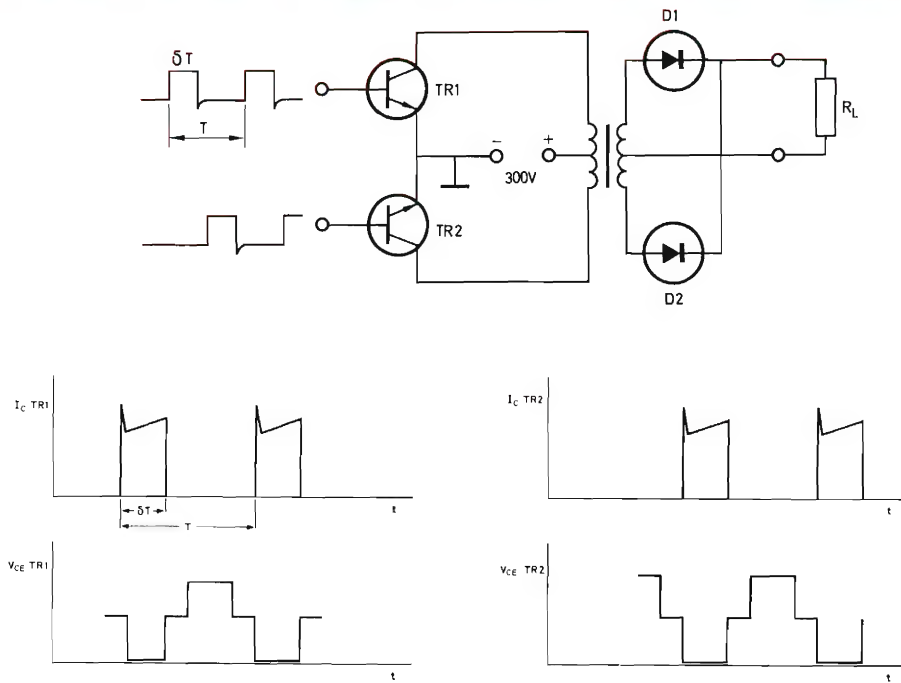 D1
δT
TR1
R_L
T
− +
300V
TR2
D2
I_C TR1
δT
T
t
I_C TR2
t
V_CE TR1
t
V_CE TR2
t